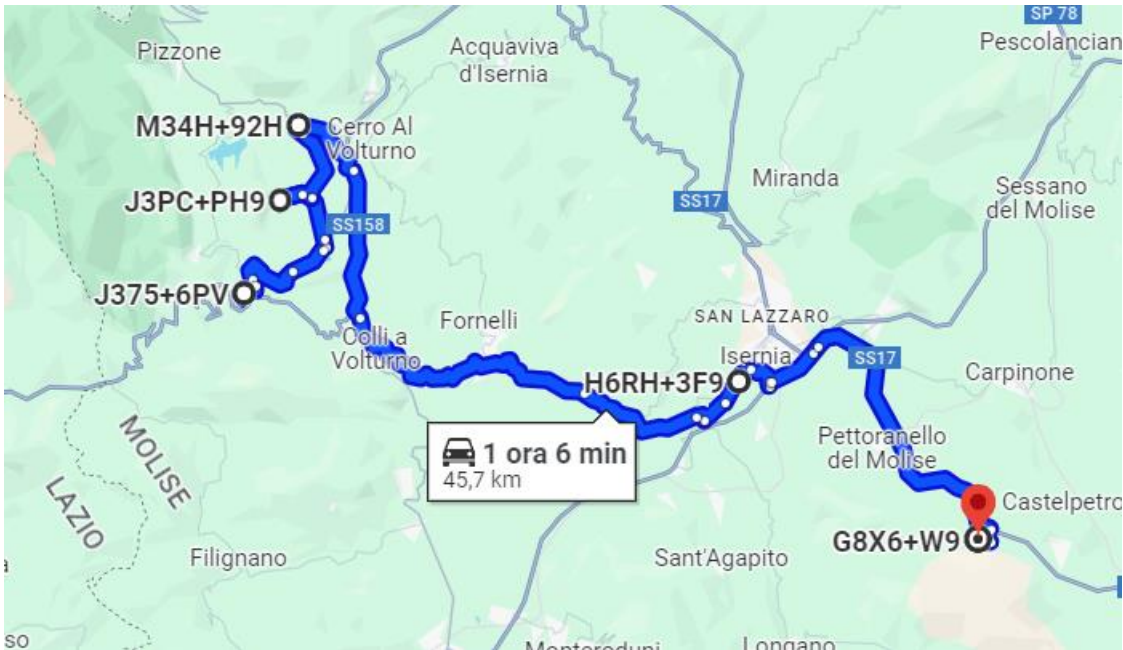 SP 78
Pizzone
Acquaviva
d'Isernia
Pescolancian
M34H+92H
Cerro Al
Volturno
Miranda
Sessano
del Molise
J3PC+PH9
SS17
SS158
J375+6PV
Fornelli
SAN LAZZARO
Colli a
Volturno
Isernia
SS17
H6RH+3F9
Carpinone
MOLISE
LAZIO
1 ora 6 min
45,7 km
Pettoranello
del Molise
Castelpetro
G8X6+W9
Filignano
Sant'Agapito
so
Monteroduni
Longano